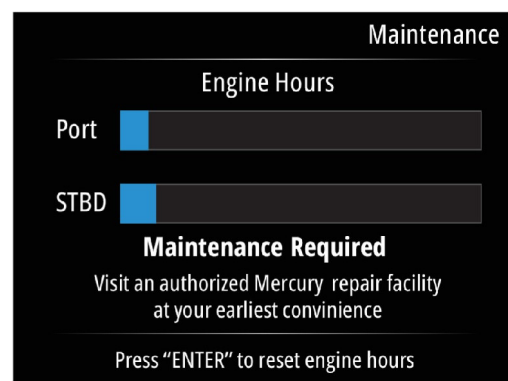 Maintenance
Engine Hours
Port
STBD
Maintenance Required
Visit an authorized Mercury repair facility
at your earliest convinience
Press “ENTER” to reset engine hours